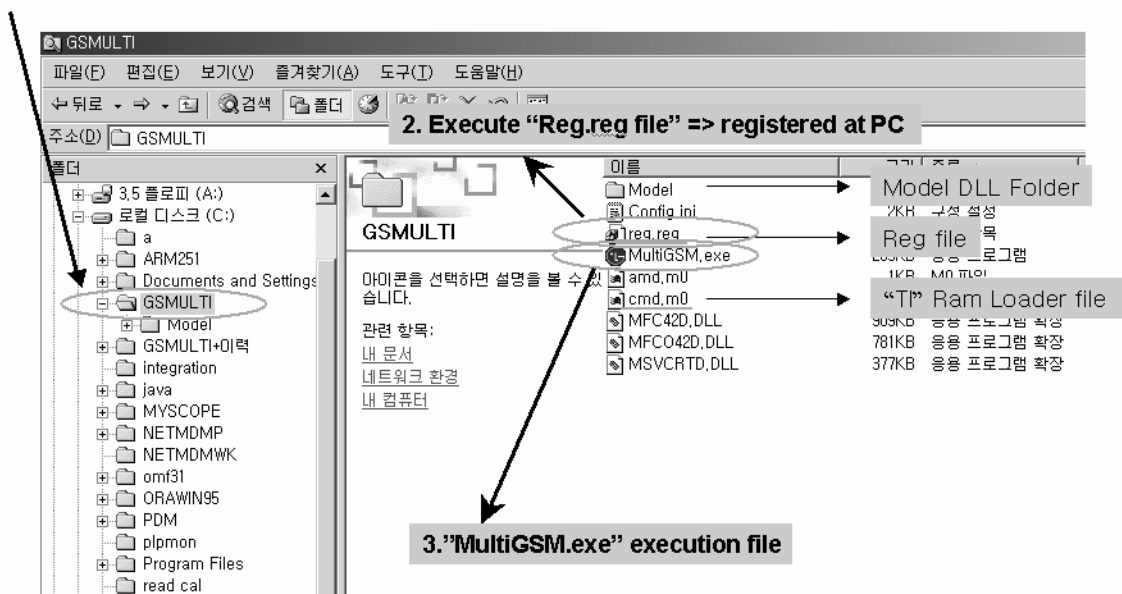 GSMULTI
파일(F) 편집(E) 보기(V) 즐겨찾기(A) 도구(T) 도움말(H)
뒤로 검색 폴더
2. Execute “Reg.reg file” => registered at PC
주소(D) GSMULTI
폴더 x
3,5 플로피 (A:)
로컬 디스크 (C:)
a
ARM251
Documents and Settings
GSMULTI
Model
GSMULTI+이력
integration
java
MYSCOPE
NETMDMP
NETMDMWK
omf31
ORAWIN95
PDM
plpmon
Program Files
read cal
GSMULTI
아이콘을 선택하면 설명을 볼 수 있
습니다.
관련 항목:
내 문서
네트워크 환경
내 컴퓨터
이름
Model
Config.ini 2KB 구성 설정
reg.reg
MultiGSM.exe
amd.m0 1KB M0 파일
cmd.m0
MFC42D.DLL 909KB 응용 프로그램 확장
MFCO42D.DLL 781KB 응용 프로그램 확장
MSVCRTD.DLL 377KB 응용 프로그램 확장
Model DLL Folder
Reg file
“TI” Ram Loader file
3.”MultiGSM.exe” execution file